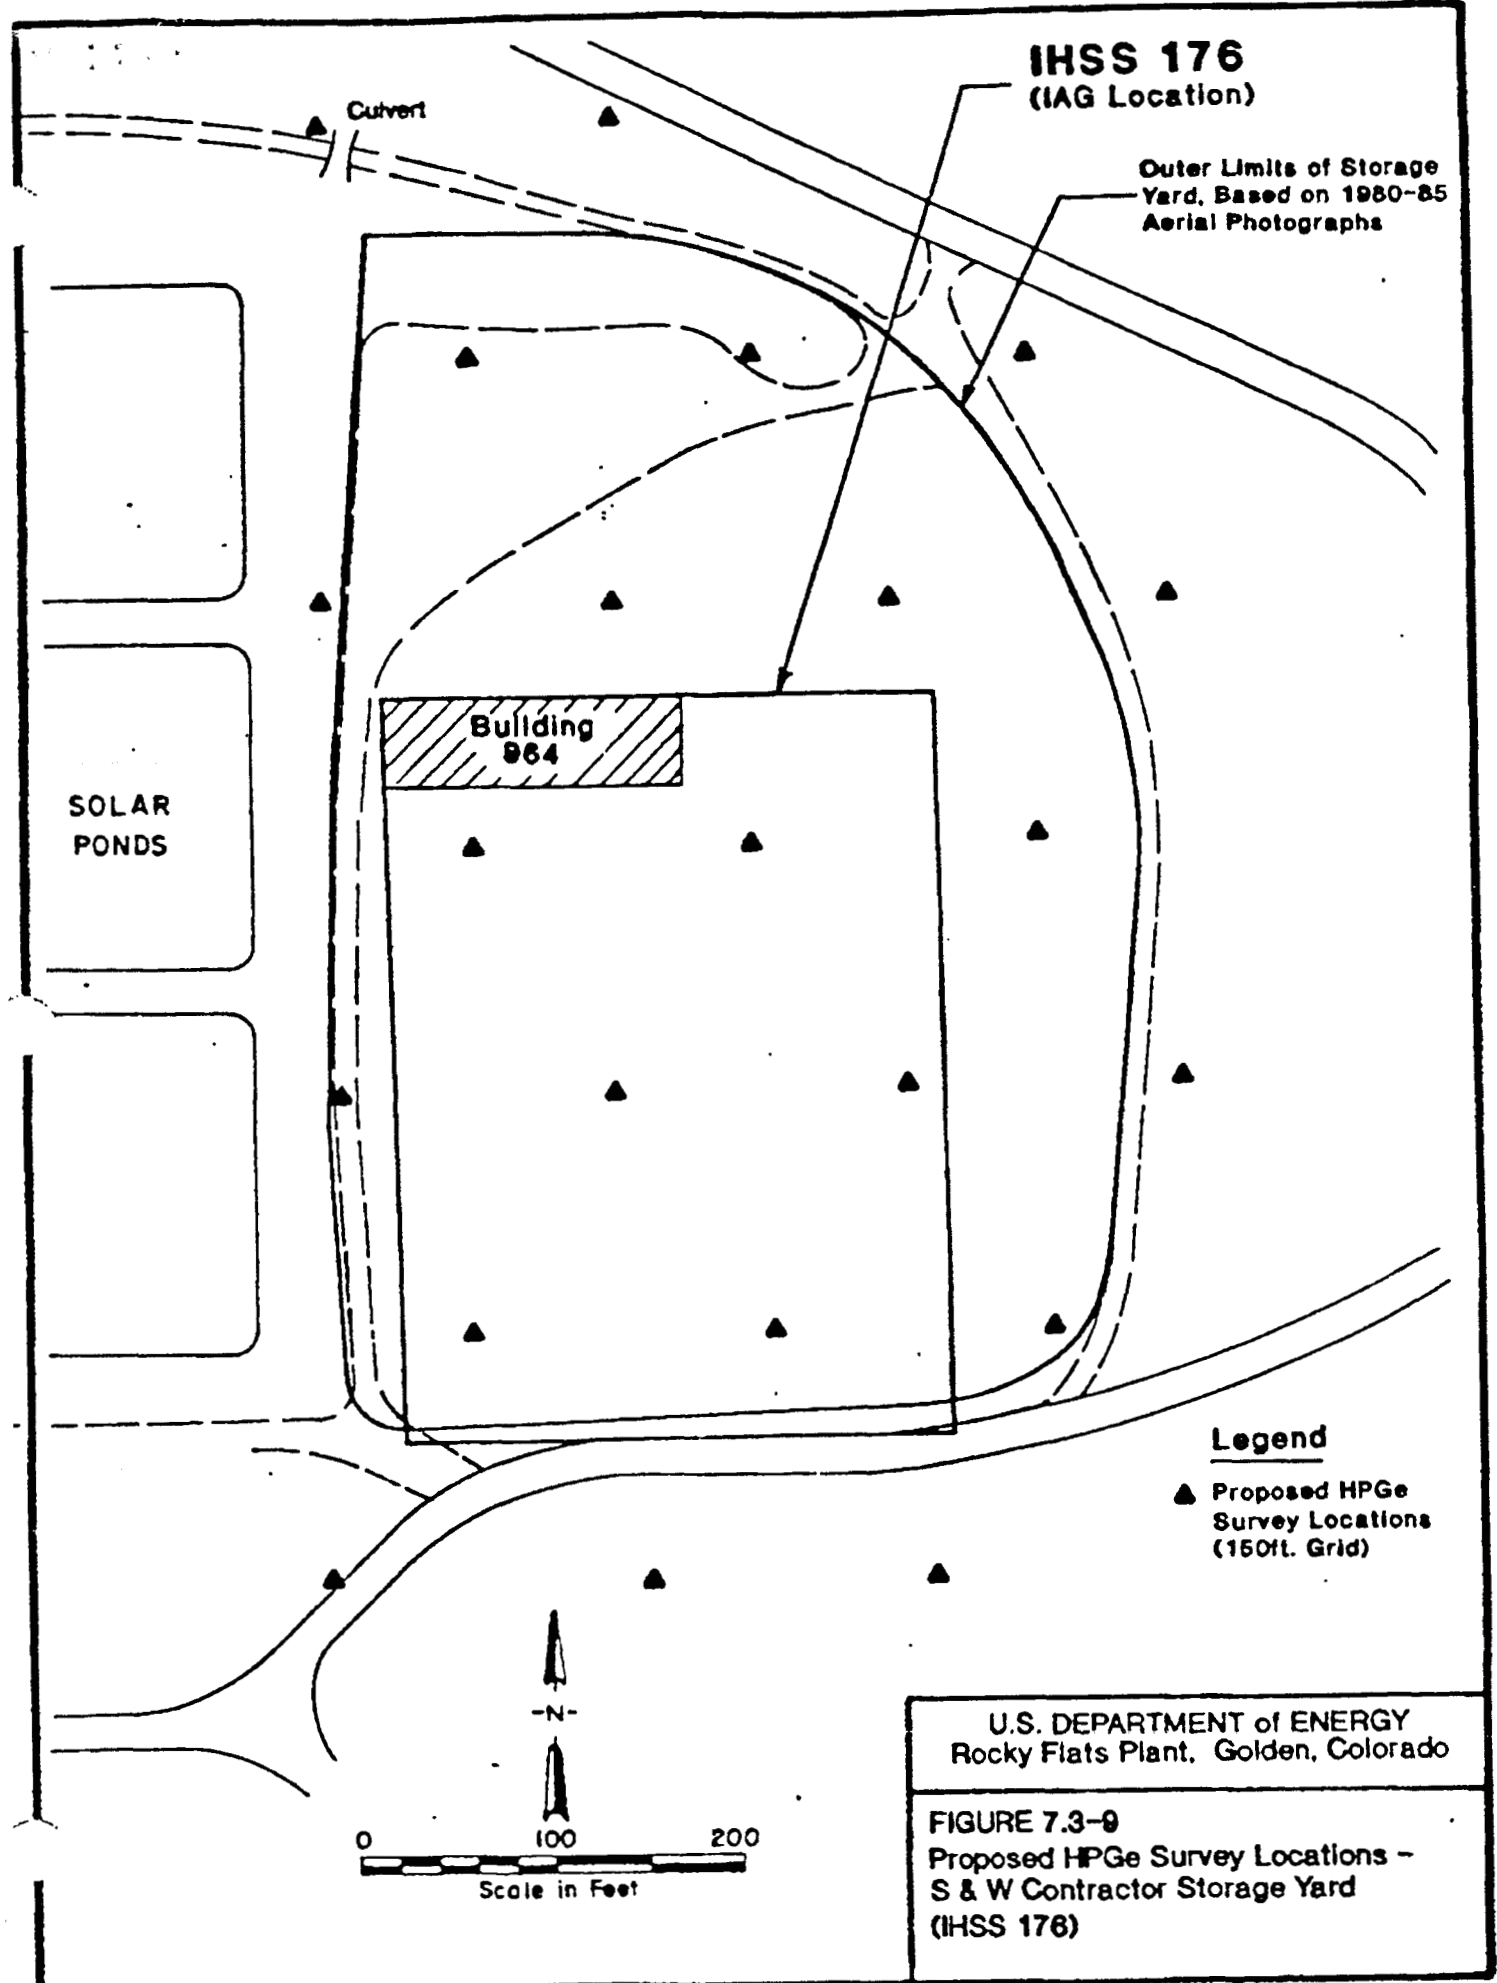 IHSS 176
(IAG Location)
Culvert
Outer Limits of Storage
Yard, Based on 1980-85
Aerial Photographs
Building
964
SOLAR
PONDS
Legend
▲ Proposed HPGe
Survey Locations
(150ft. Grid)
-N-
0 100 200
Scale in Feet
U.S. DEPARTMENT of ENERGY
Rocky Flats Plant, Golden, Colorado
FIGURE 7.3-9
Proposed HPGe Survey Locations -
S & W Contractor Storage Yard
(IHSS 176)